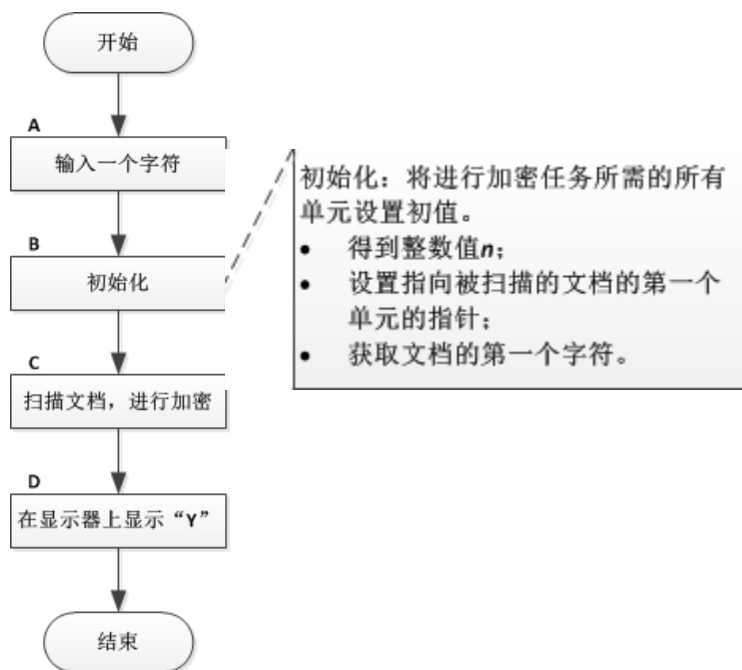 开始
A
输入一个字符
B
初始化
C
扫描文档，进行加密
D
在显示器上显示“Y”
结束
初始化：将进行加密任务所需的所有
单元设置初值。
• 得到整数值n；
• 设置指向被扫描的文档的第一个
单元的指针；
• 获取文档的第一个字符。